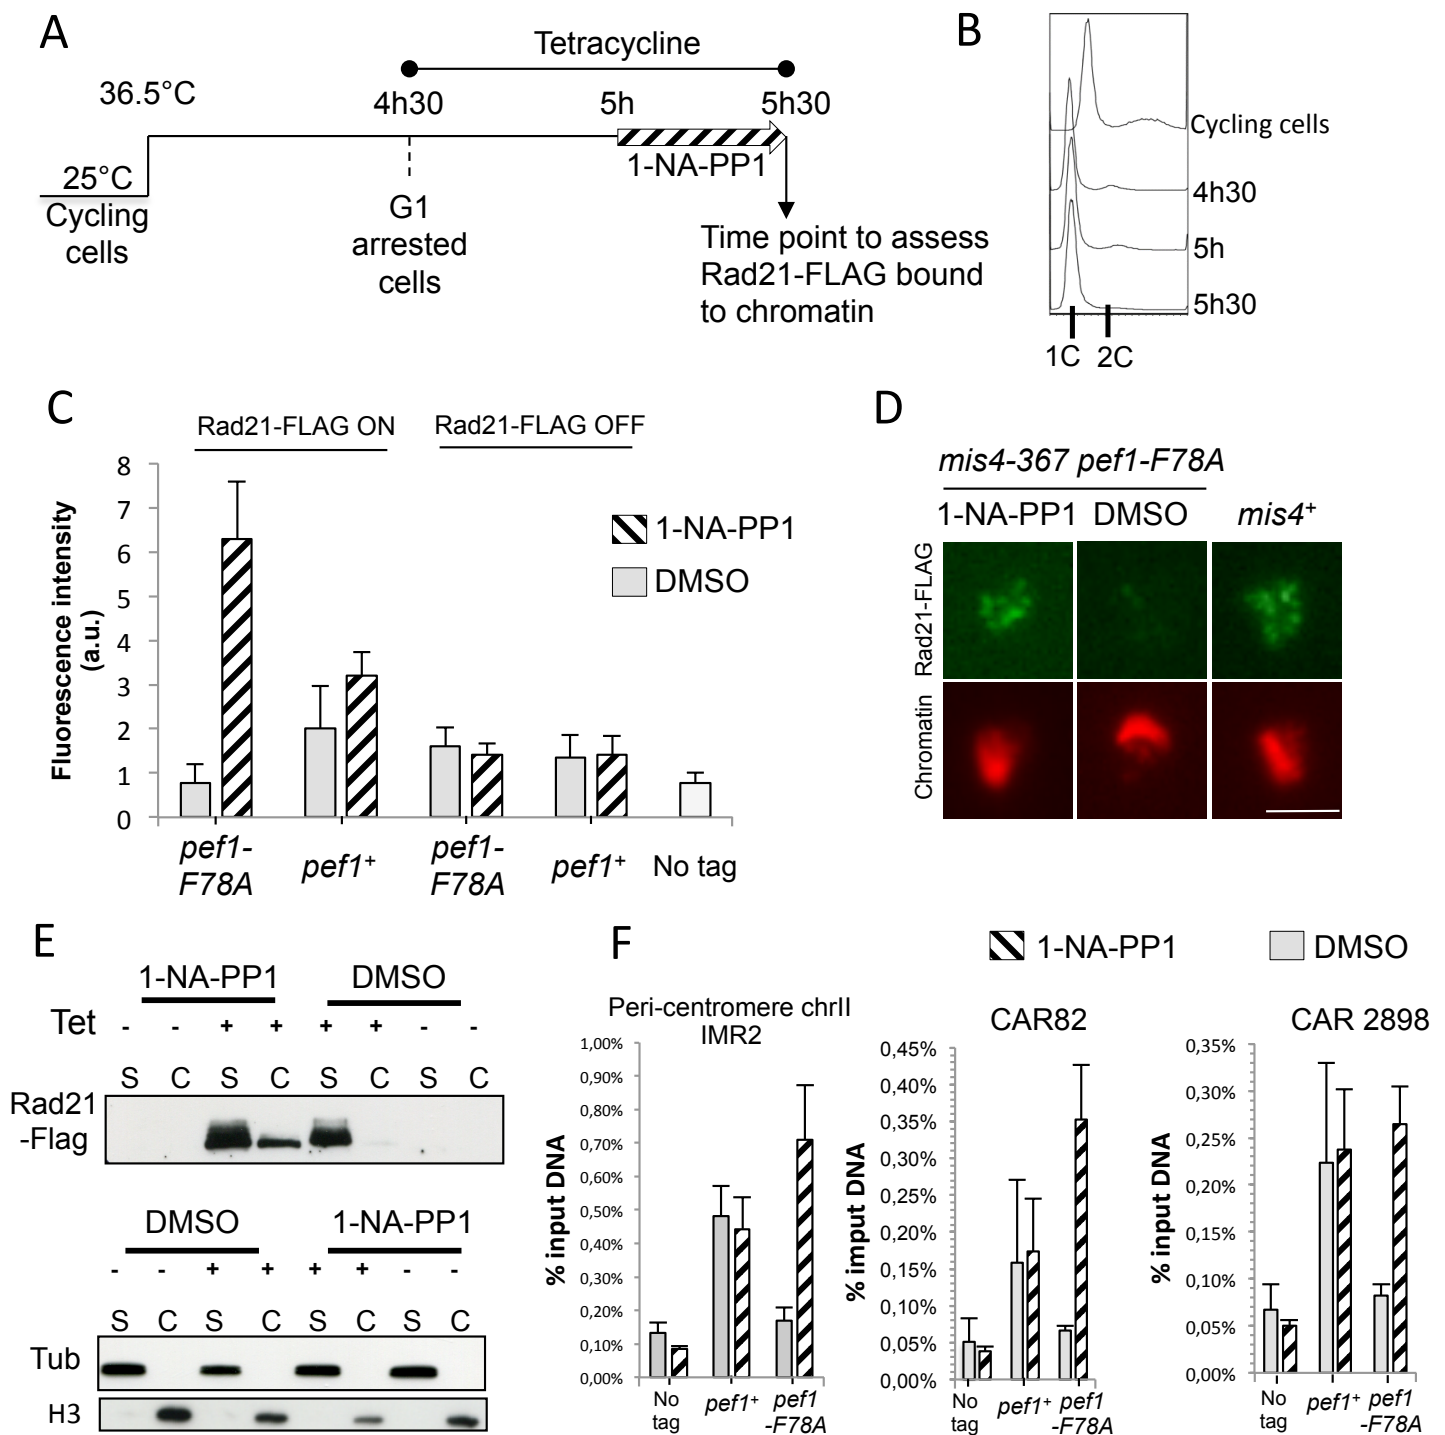 A
Tetracycline
36.5°C
4h30
5h
5h30
1-NA-PP1
25°C
Cycling
cells
G1
arrested
cells
Time point to assess
Rad21-FLAG bound
to chromatin
B
Cycling cells
4h30
5h
5h30
1C 2C
C
Rad21-FLAG ON
Rad21-FLAG OFF
Fluorescence intensity
(a.u.)
8
7
6
5
4
3
2
1
0
1-NA-PP1
DMSO
pef1-
F78A
pef1+
pef1-
F78A
pef1+
No tag
D
mis4-367 pef1-F78A
1-NA-PP1 DMSO mis4+
Rad21-FLAG
Chromatin
E
1-NA-PP1 DMSO
Tet - - + + + + - -
S C S C S C S C
Rad21
-Flag
DMSO 1-NA-PP1
- - + + + + - -
S C S C S C S C
Tub
H3
F
1-NA-PP1
DMSO
Peri-centromere chrII
IMR2
% input DNA
1,00%
0,90%
0,80%
0,70%
0,60%
0,50%
0,40%
0,30%
0,20%
0,10%
0,00%
No
tag
pef1+
pef1
-F78A
CAR82
% imput DNA
0,45%
0,40%
0,35%
0,30%
0,25%
0,20%
0,15%
0,10%
0,05%
0,00%
No
tag
pef1+
pef1
-F78A
CAR 2898
% input DNA
0,35%
0,30%
0,25%
0,20%
0,15%
0,10%
0,05%
0,00%
No
tag
pef1+
pef1
-F78A